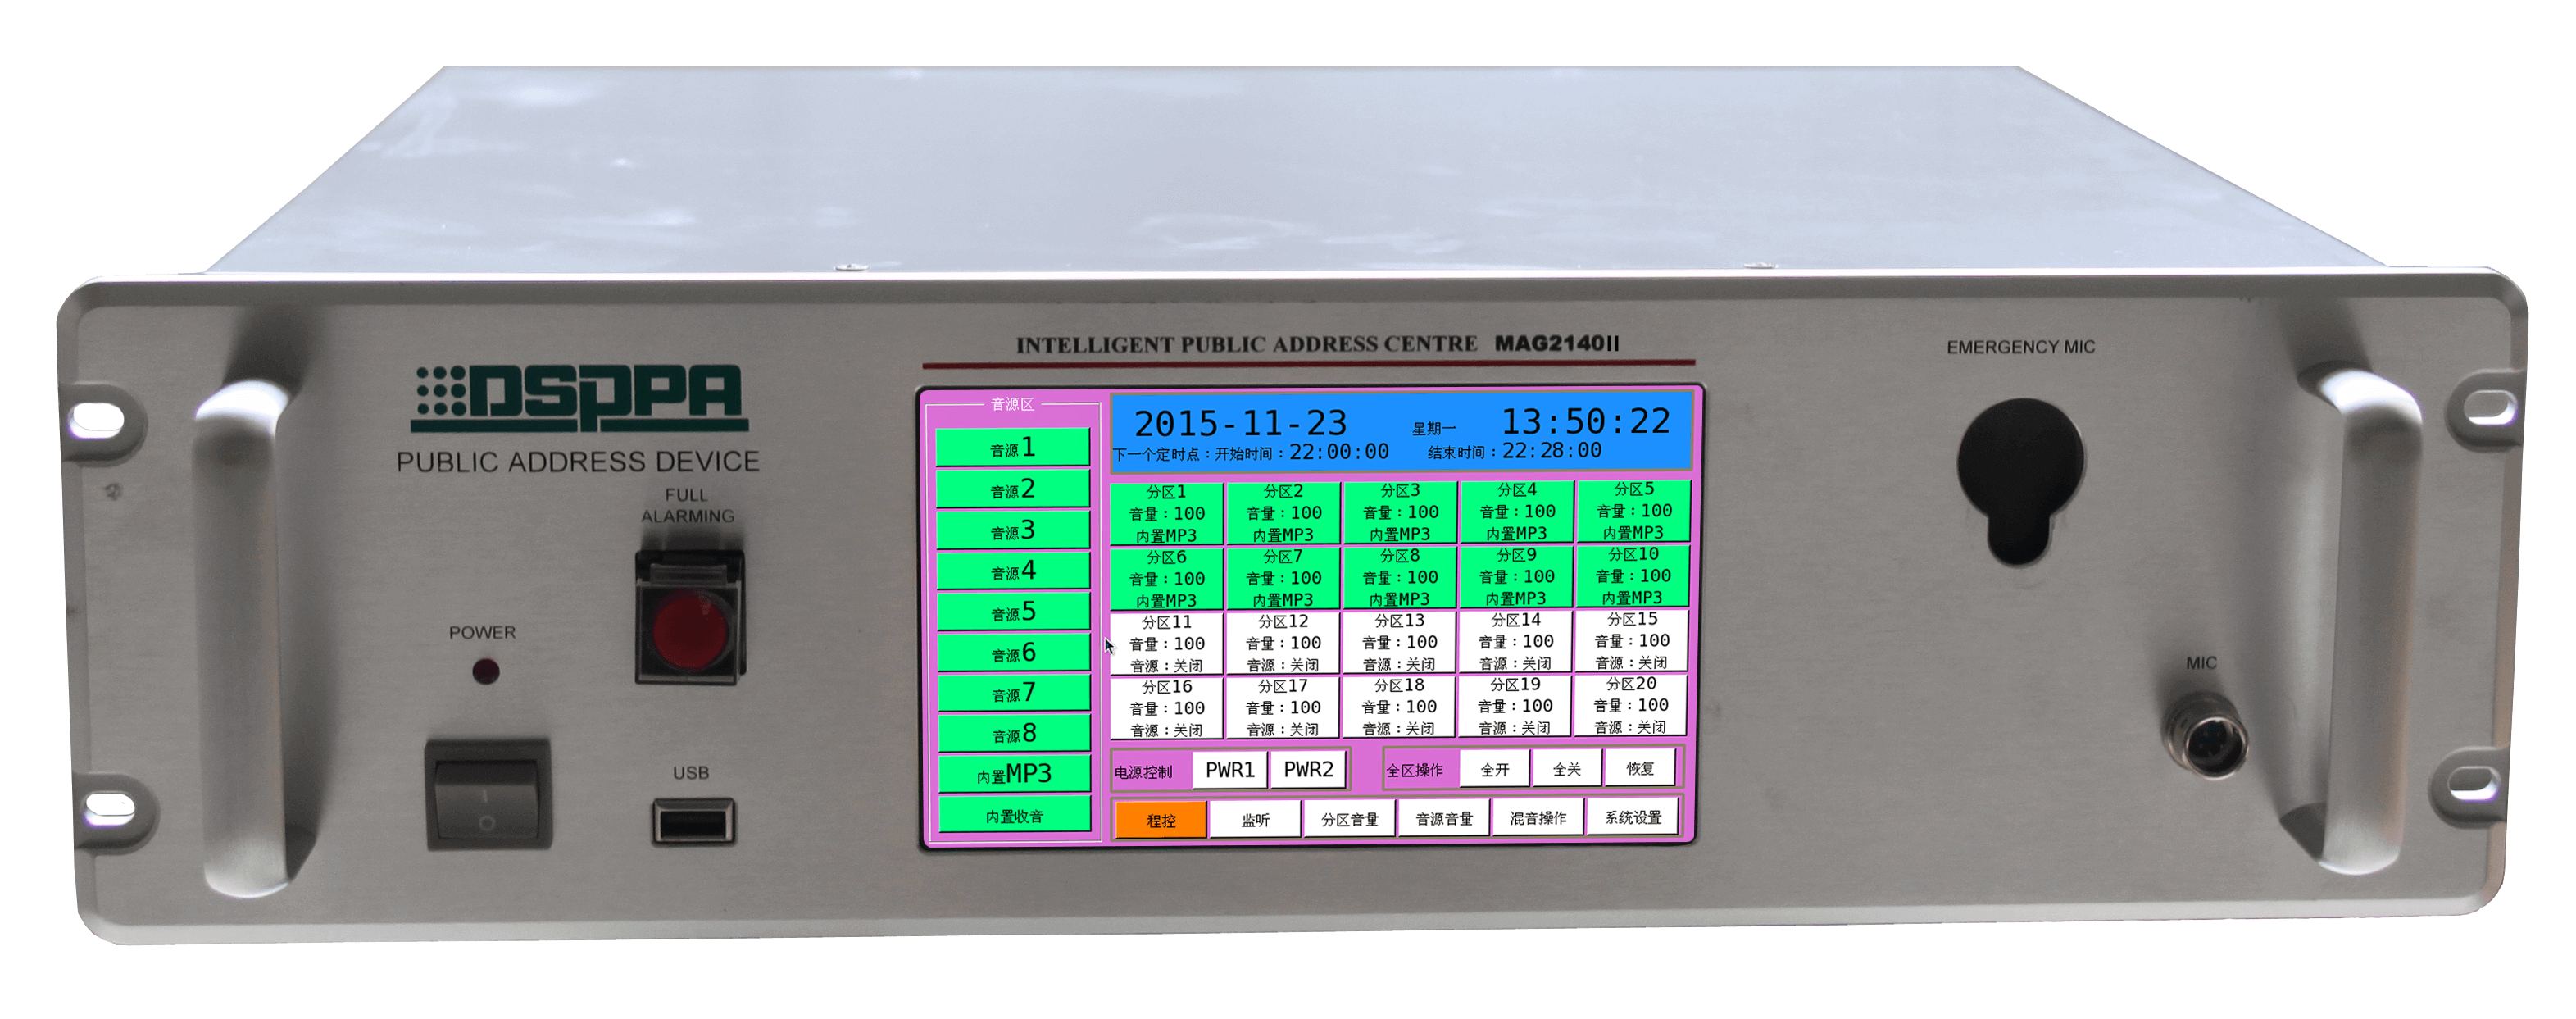 INTELLIGENT PUBLIC ADDRESS CENTRE MAG2140II
DSPPA
PUBLIC ADDRESS DEVICE
FULL
ALARMING
POWER
USB
音源区
音源1
音源2
音源3
音源4
音源5
音源6
音源7
音源8
内置MP3
内置收音
2015-11-23 星期一 13:50:22
下一个定时点：开始时间：22:00:00 结束时间：22:28:00
分区1 分区2 分区3 分区4 分区5
音量：100 音量：100 音量：100 音量：100 音量：100
内置MP3 内置MP3 内置MP3 内置MP3 内置MP3
分区6 分区7 分区8 分区9 分区10
音量：100 音量：100 音量：100 音量：100 音量：100
内置MP3 内置MP3 内置MP3 内置MP3 内置MP3
分区11 分区12 分区13 分区14 分区15
音量：100 音量：100 音量：100 音量：100 音量：100
音源：关闭 音源：关闭 音源：关闭 音源：关闭 音源：关闭
分区16 分区17 分区18 分区19 分区20
音量：100 音量：100 音量：100 音量：100 音量：100
音源：关闭 音源：关闭 音源：关闭 音源：关闭 音源：关闭
电源控制 PWR1 PWR2 全区操作 全开 全关 恢复
程控 监听 分区音量 音源音量 混音操作 系统设置
EMERGENCY MIC
MIC